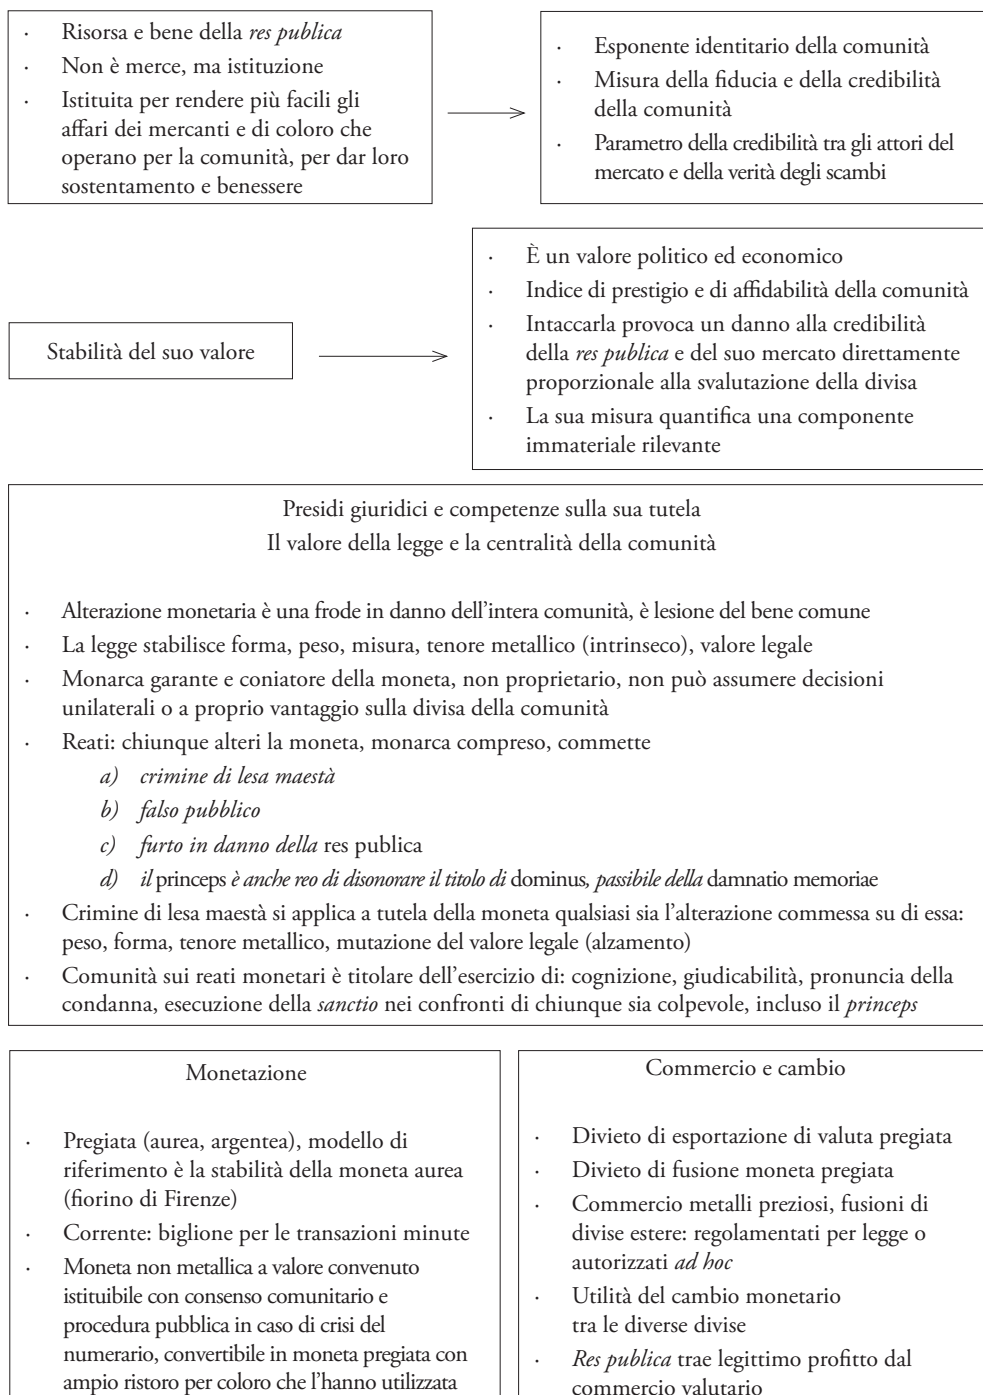 · Risorsa e bene della res publica
· Non è merce, ma istituzione
· Istituita per rendere più facili gli
affari dei mercanti e di coloro che
operano per la comunità, per dar loro
sostentamento e benessere
· Esponente identitario della comunità
· Misura della fiducia e della credibilità
della comunità
· Parametro della credibilità tra gli attori del
mercato e della verità degli scambi
Stabilità del suo valore
· È un valore politico ed economico
· Indice di prestigio e di affidabilità della comunità
· Intaccarla provoca un danno alla credibilità
della res publica e del suo mercato direttamente
proporzionale alla svalutazione della divisa
· La sua misura quantifica una componente
immateriale rilevante
Presidi giuridici e competenze sulla sua tutela
Il valore della legge e la centralità della comunità
· Alterazione monetaria è una frode in danno dell'intera comunità, è lesione del bene comune
· La legge stabilisce forma, peso, misura, tenore metallico (intrinseco), valore legale
· Monarca garante e coniatore della moneta, non proprietario, non può assumere decisioni
unilaterali o a proprio vantaggio sulla divisa della comunità
· Reati: chiunque alteri la moneta, monarca compreso, commette
a) crimine di lesa maestà
b) falso pubblico
c) furto in danno della res publica
d) il princeps è anche reo di disonorare il titolo di dominus, passibile della damnatio memoriae
· Crimine di lesa maestà si applica a tutela della moneta qualsiasi sia l'alterazione commessa su di essa:
peso, forma, tenore metallico, mutazione del valore legale (alzamento)
· Comunità sui reati monetari è titolare dell'esercizio di: cognizione, giudicabilità, pronuncia della
condanna, esecuzione della sanctio nei confronti di chiunque sia colpevole, incluso il princeps
Monetazione
· Pregiata (aurea, argentea), modello di
riferimento è la stabilità della moneta aurea
(fiorino di Firenze)
· Corrente: biglione per le transazioni minute
· Moneta non metallica a valore convenuto
istituibile con consenso comunitario e
procedura pubblica in caso di crisi del
numerario, convertibile in moneta pregiata con
ampio ristoro per coloro che l'hanno utilizzata
Commercio e cambio
· Divieto di esportazione di valuta pregiata
· Divieto di fusione moneta pregiata
· Commercio metalli preziosi, fusioni di
divise estere: regolamentati per legge o
autorizzati ad hoc
· Utilità del cambio monetario
tra le diverse divise
· Res publica trae legittimo profitto dal
commercio valutario